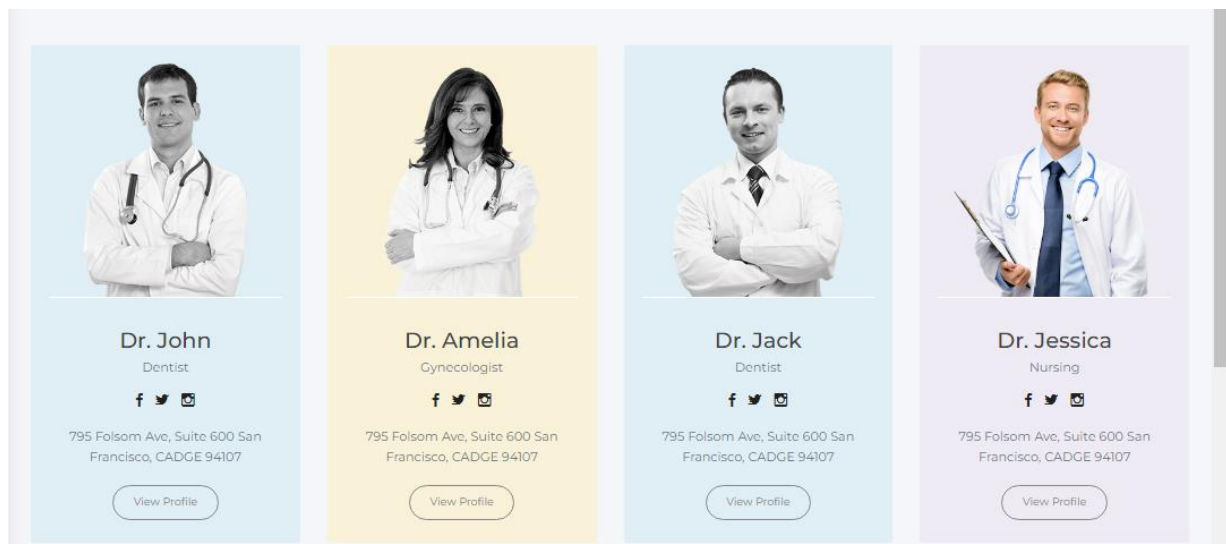 Dr. John
Dentist
795 Folsom Ave, Suite 600 San
Francisco, CADGE 94107
View Profile
Dr. Amelia
Gynecologist
795 Folsom Ave, Suite 600 San
Francisco, CADGE 94107
View Profile
Dr. Jack
Dentist
795 Folsom Ave, Suite 600 San
Francisco, CADGE 94107
View Profile
Dr. Jessica
Nursing
795 Folsom Ave, Suite 600 San
Francisco, CADGE 94107
View Profile